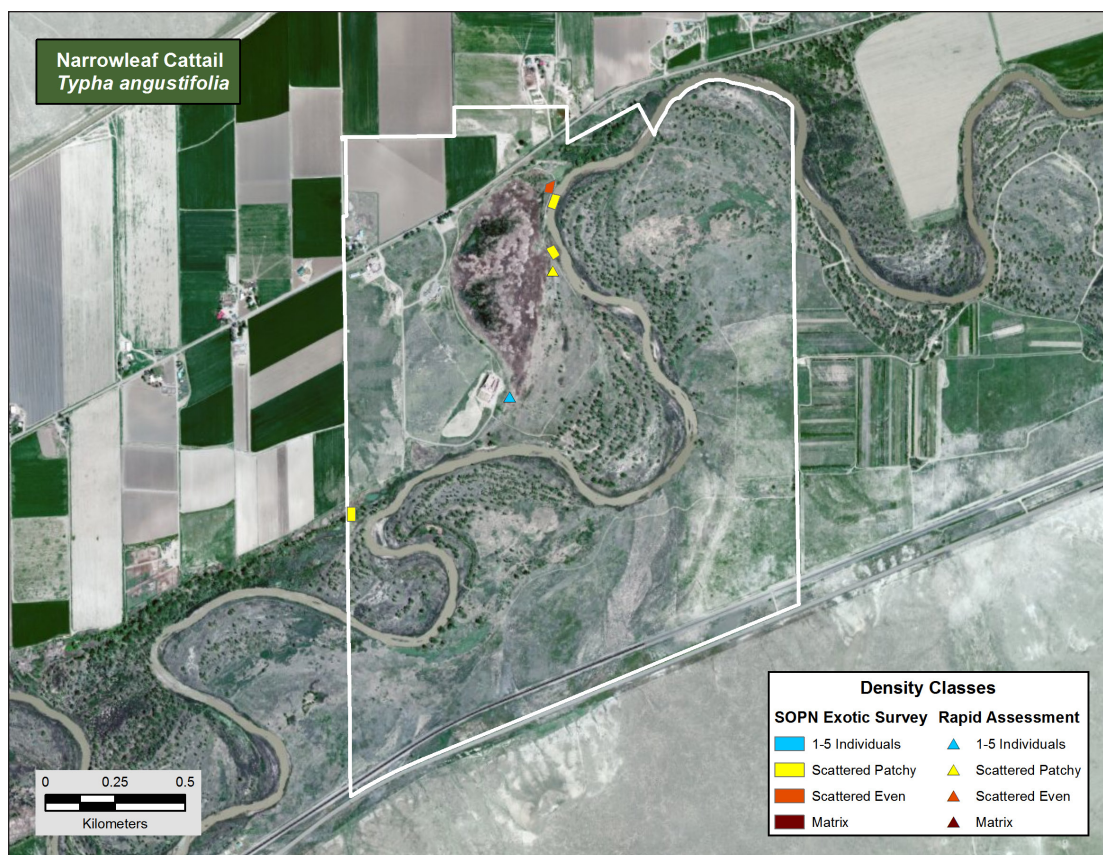 Narrowleaf Cattail
Typha angustifolia
Density Classes
SOPN Exotic Survey Rapid Assessment
1-5 Individuals 1-5 Individuals
Scattered Patchy Scattered Patchy
Scattered Even Scattered Even
Matrix Matrix
0 0.25 0.5
Kilometers